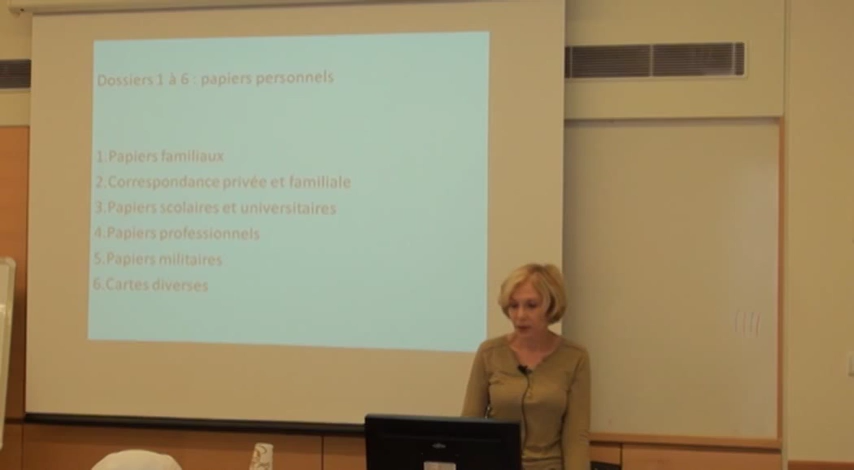 Dossiers 1 à 6 : papiers personnels
1.Papiers familiaux
2.Correspondance privée et familiale
3.Papiers scolaires et universitaires
4.Papiers professionnels
5.Papiers militaires
6.Cartes diverses